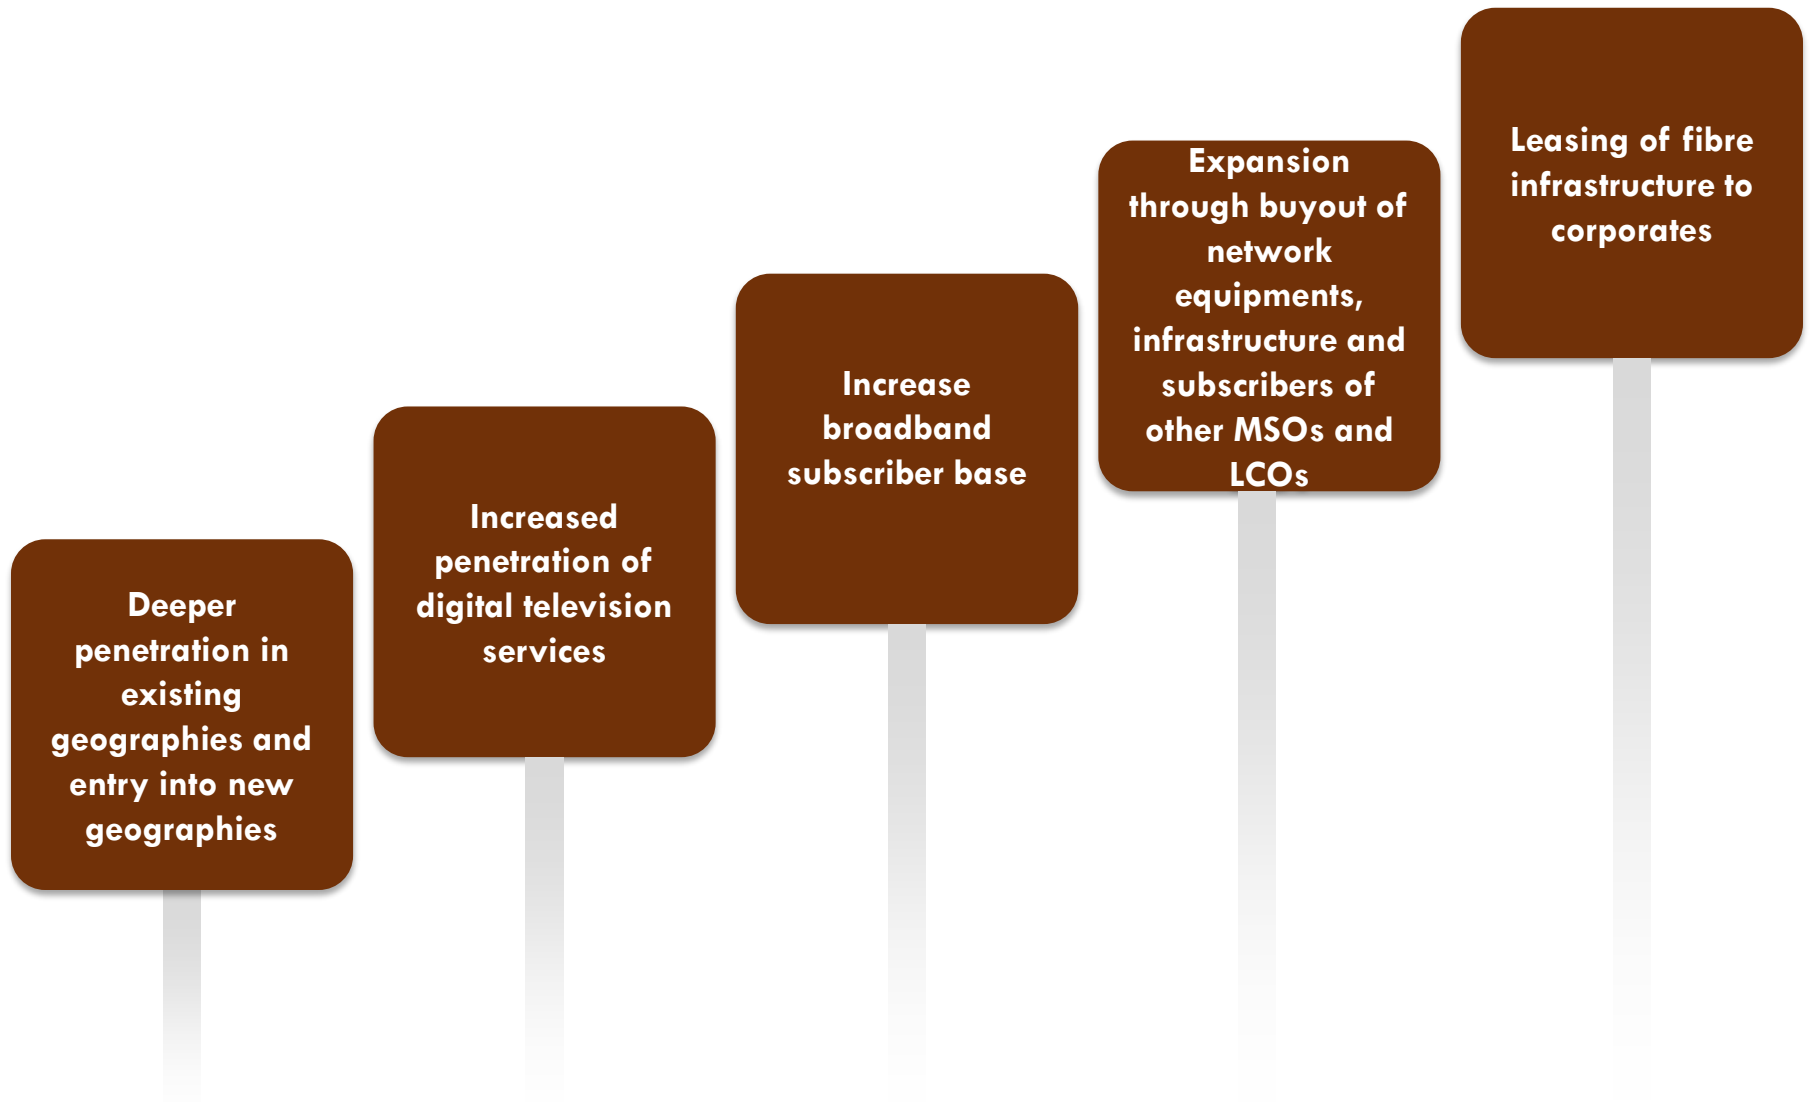 Deeper
penetration in
existing
geographies and
entry into new
geographies
Increased
penetration of
digital television
services
Increase
broadband
subscriber base
Expansion
through buyout of
network
equipments,
infrastructure and
subscribers of
other MSOs and
LCOs
Leasing of fibre
infrastructure to
corporates